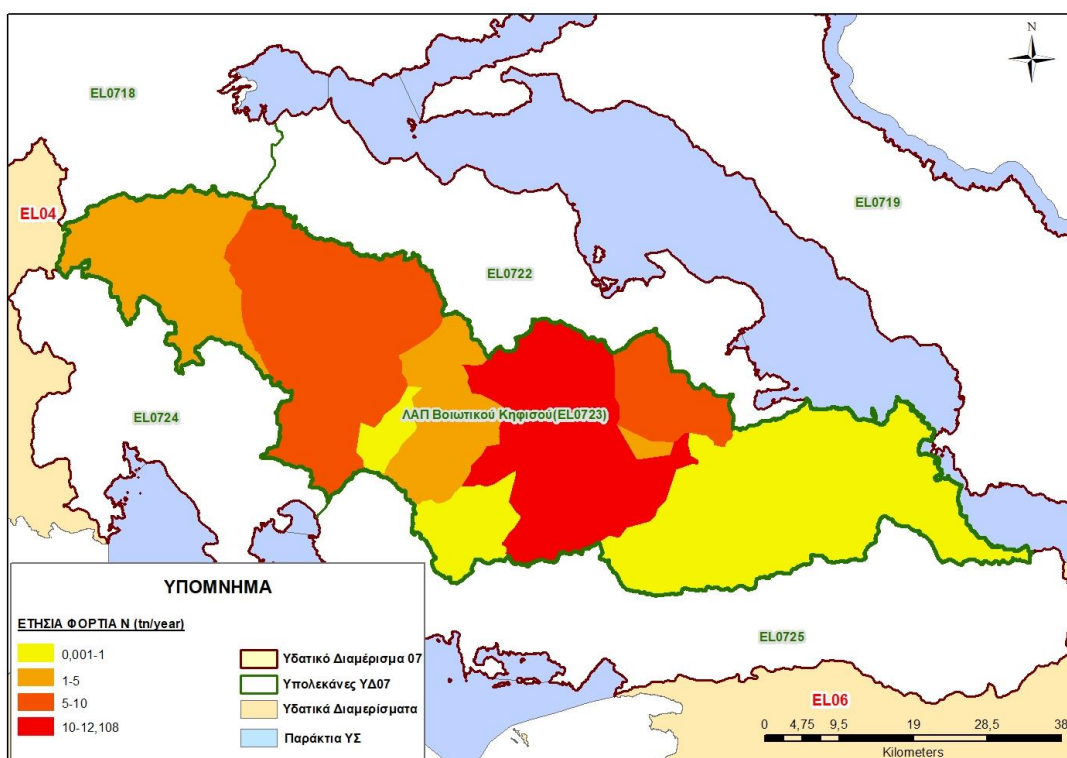 N
EL0718
EL04
EL0719
EL0722
EL0724
ΛΑΠ Βοιωτικού Κηφισού(EL0723)
EL0725
EL06
ΥΠΟΜΝΗΜΑ
ΕΤΗΣΙΑ ΦΟΡΤΙΑ Ν (tn/year)
0,001-1
1-5
5-10
10-12,108
Υδατικό Διαμέρισμα 07
Υπολεκάνες ΥΔ07
Υδατικά Διαμερίσματα
Παράκτια ΥΣ
0 4,75 9,5 19 28,5 38
Kilometers